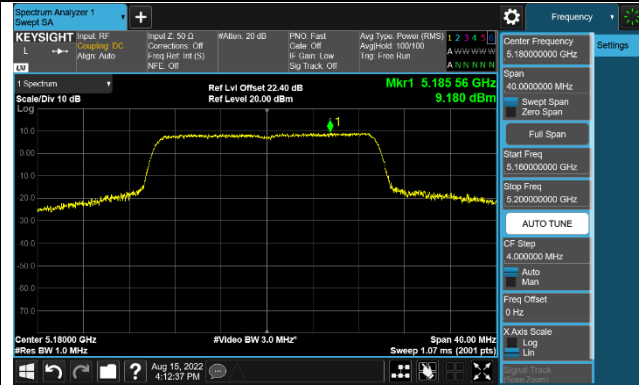 Spectrum Analyzer 1
Swept SA
Frequency
KEYSIGHT
Input: RF
Coupling: DC
Align: Auto
Input Z: 50 Ω
Corrections: Off
Freq Ref: Int (S)
NFE: Off
#Atten: 20 dB
PNO: Fast
Gate: Off
IF Gain: Low
Sig Track: Off
Avg Type: Power (RMS)
Avg|Hold: 100/100
Trig: Free Run
1 2 3 4 5 6
A W W W W W
A N N N N N
LXI
1 Spectrum
Scale/Div 10 dB
Ref Lvl Offset 22.40 dB
Ref Level 20.00 dBm
Mkr1 5.185 56 GHz
9.180 dBm
Log
1
10.0
0.00
-10.0
-20.0
-30.0
-40.0
-50.0
-60.0
-70.0
Center 5.18000 GHz
#Res BW 1.0 MHz
#Video BW 3.0 MHz*
Span 40.00 MHz
Sweep 1.07 ms (2001 pts)
Aug 15, 2022
4:12:37 PM
Center Frequency
5.180000000 GHz
Settings
Span
40.0000000 MHz
Swept Span
Zero Span
Full Span
Start Freq
5.160000000 GHz
Stop Freq
5.200000000 GHz
AUTO TUNE
CF Step
4.000000 MHz
Auto
Man
Freq Offset
0 Hz
X Axis Scale
Log
Lin
Signal Track
(Span Zoom)